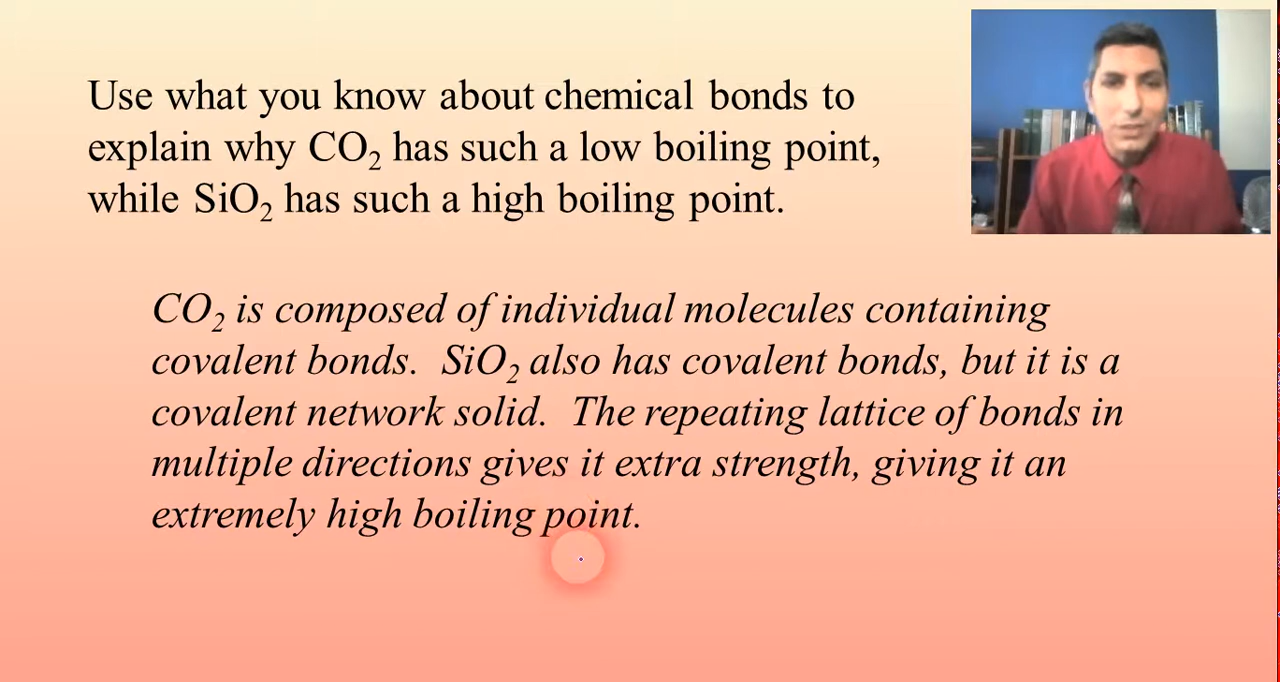 Use what you know about chemical bonds to
explain why CO₂ has such a low boiling point,
while SiO₂ has such a high boiling point.
CO₂ is composed of individual molecules containing
covalent bonds.  SiO₂ also has covalent bonds, but it is a
covalent network solid.  The repeating lattice of bonds in
multiple directions gives it extra strength, giving it an
extremely high boiling point.